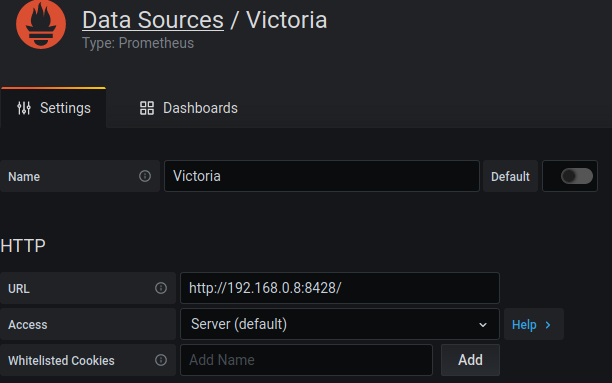 Data Sources / Victoria
Type: Prometheus
Settings
Dashboards
Name
Victoria
Default
HTTP
URL
http://192.168.0.8:8428/
Access
Server (default)
Help
Whitelisted Cookies
Add Name
Add